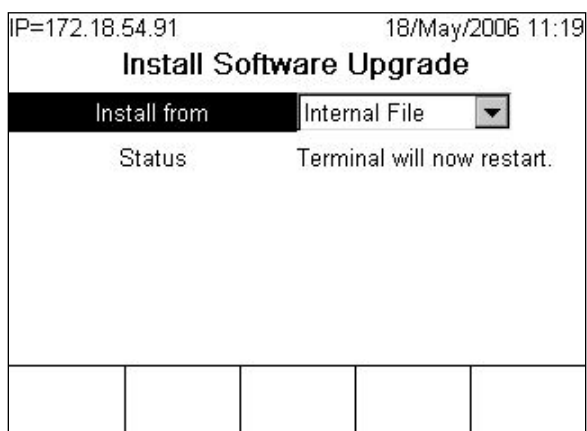 IP=172.18.54.91 18/May/2006 11:19
Install Software Upgrade
Install from Internal File
Status Terminal will now restart.